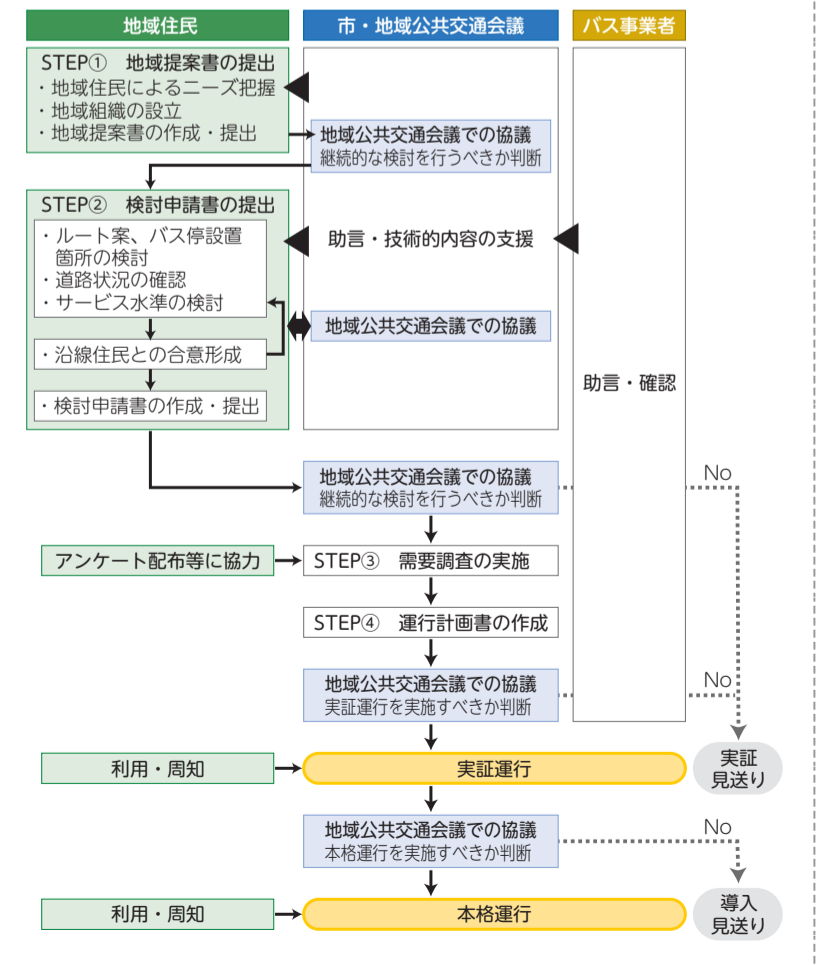 地域住民
市・地域公共交通会議
バス事業者
STEP① 地域提案書の提出
・地域住民によるニーズ把握
・地域組織の設立
・地域提案書の作成・提出
地域公共交通会議での協議
継続的な検討を行うべきか判断
STEP② 検討申請書の提出
・ルート案、バス停設置
箇所の検討
・道路状況の確認
・サービス水準の検討
助言・技術的内容の支援
地域公共交通会議での協議
・沿線住民との合意形成
助言・確認
・検討申請書の作成・提出
地域公共交通会議での協議
継続的な検討を行うべきか判断
No
アンケート配布等に協力
STEP③ 需要調査の実施
STEP④ 運行計画書の作成
地域公共交通会議での協議
実証運行を実施すべきか判断
No
利用・周知
実証運行
実証
見送り
地域公共交通会議での協議
本格運行を実施すべきか判断
No
利用・周知
本格運行
導入
見送り